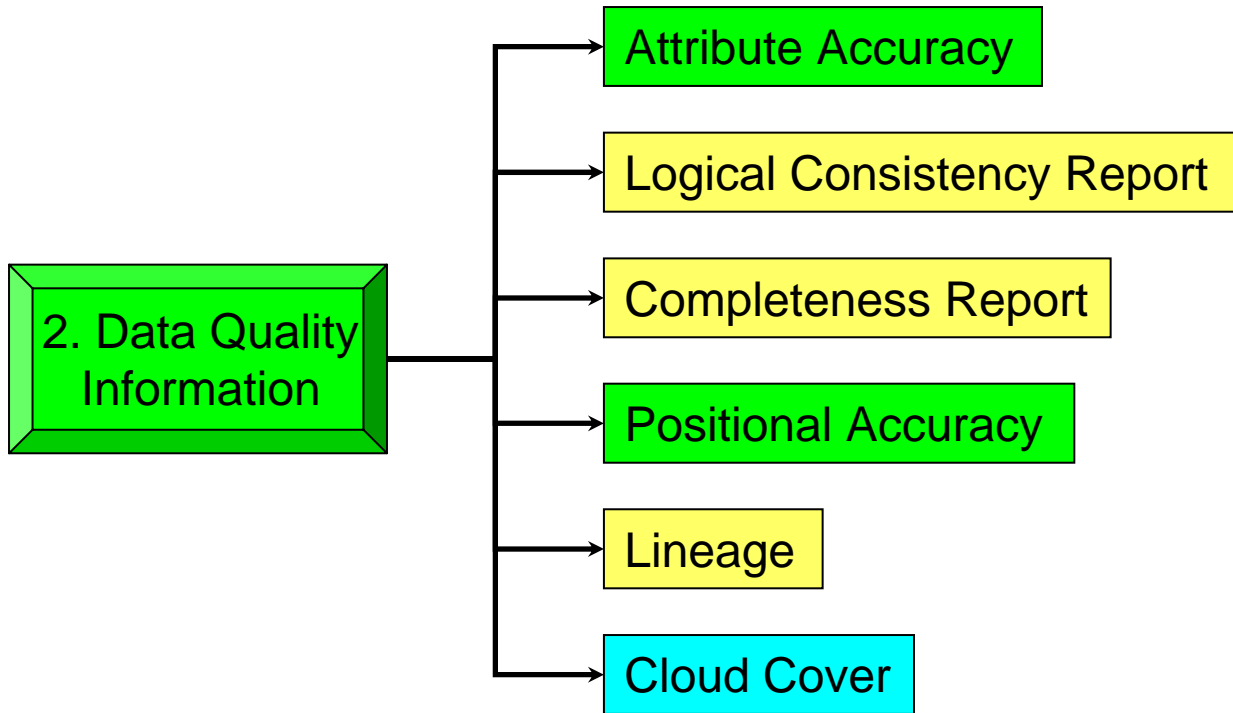 Attribute Accuracy
Logical Consistency Report
Completeness Report
2. Data Quality
Information
Positional Accuracy
Lineage
Cloud Cover